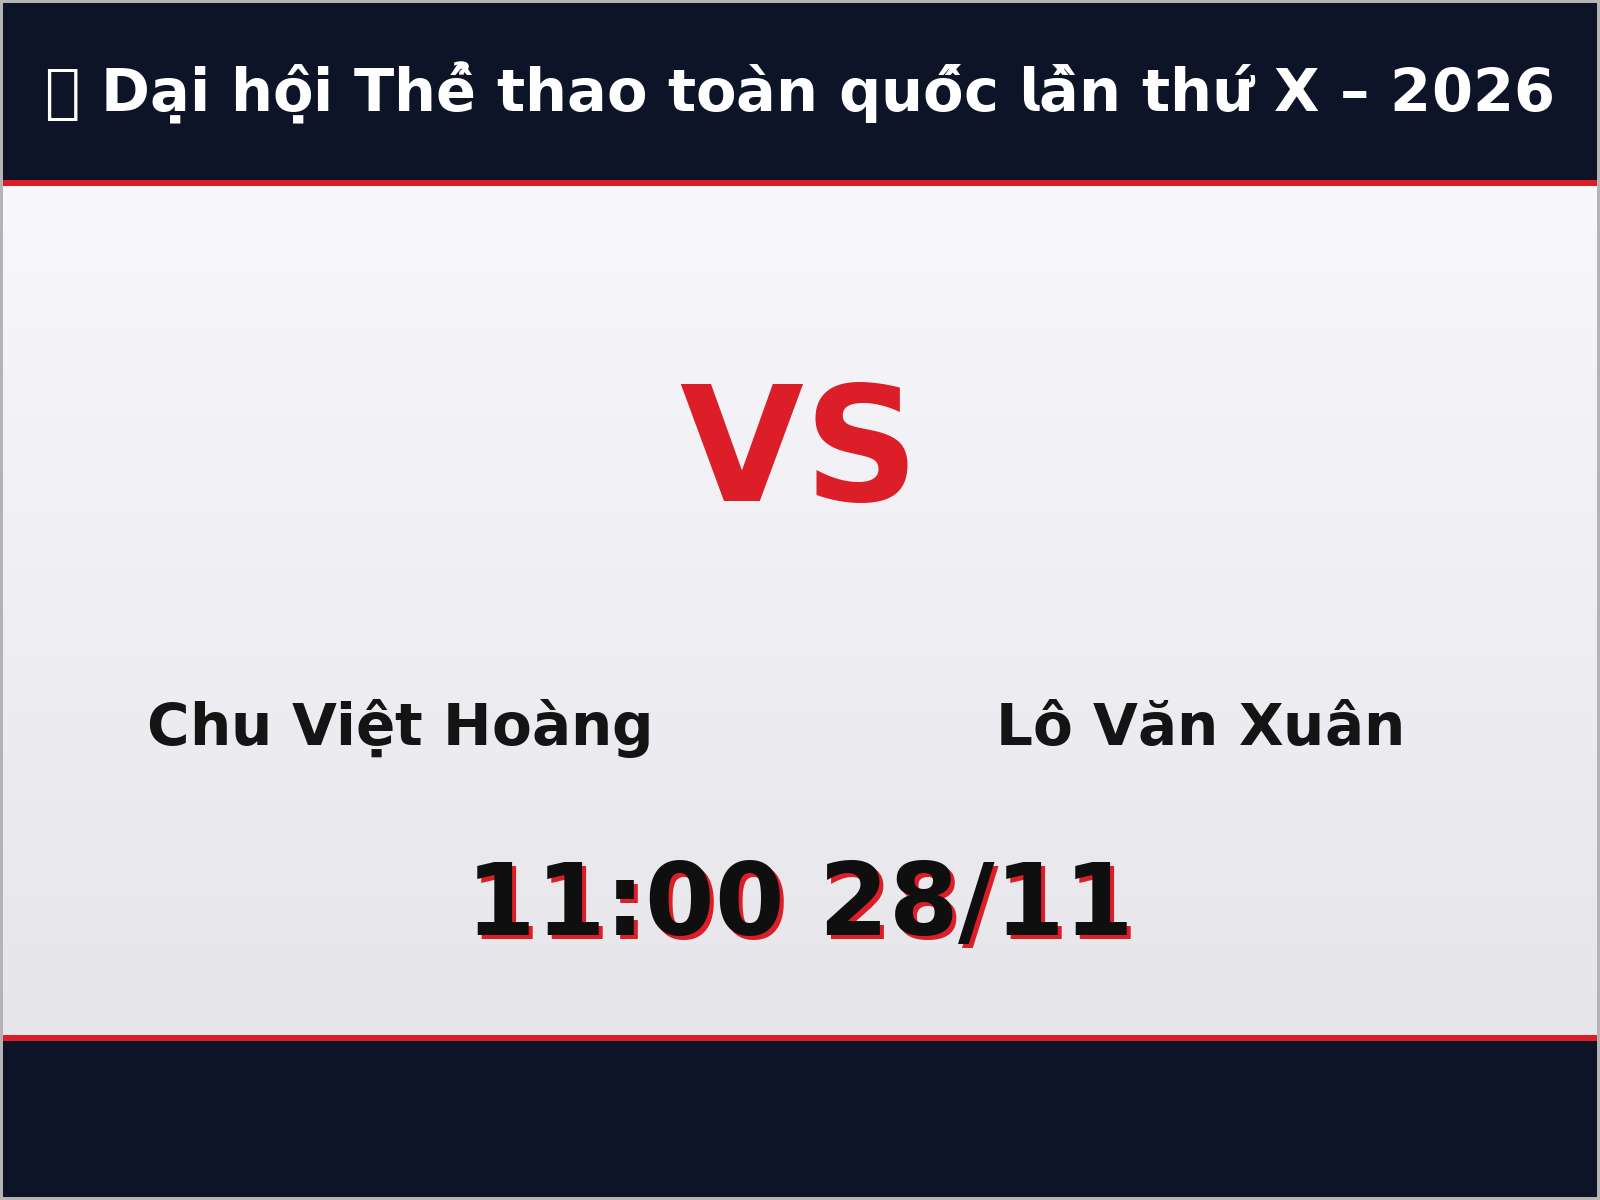 Dại hội Thể thao toàn quốc lần thứ X – 2026
VS
Chu Việt Hoàng
Lô Văn Xuân
11:00 28/11